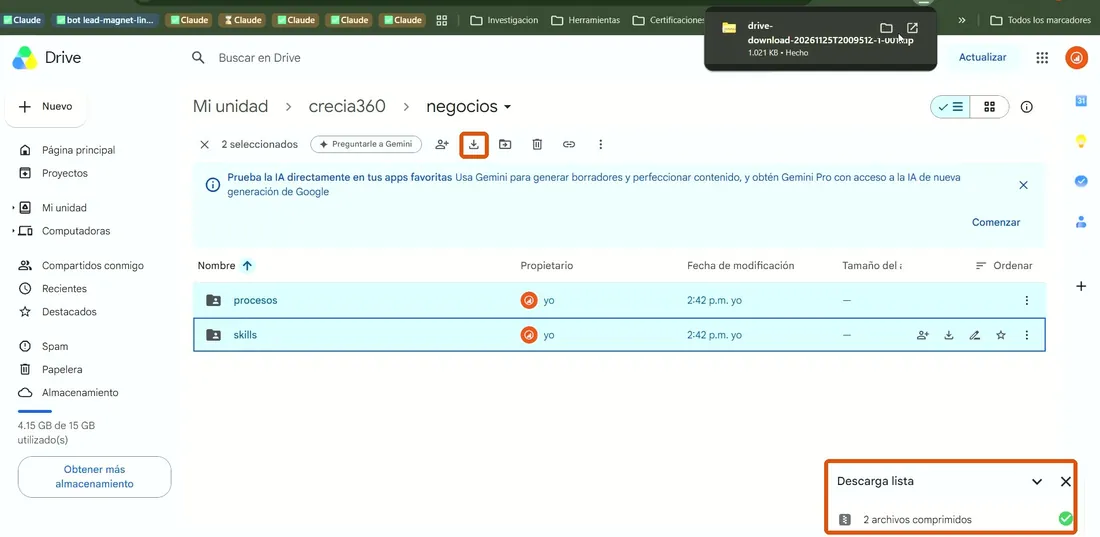 Claude
bot lead-magnet-lin...
Claude
Claude
Claude
Claude
Claude
Investigacion
Herramientas
Certificaciones
»
Todos los marcadores
drive-
download-20261125T2009512-1-001.zip
1.021 KB • Hecho
Drive
Buscar en Drive
Actualizar
Nuevo
Mi unidad > crecia360 > negocios
2 seleccionados
Preguntarle a Gemini
Prueba la IA directamente en tus apps favoritas Usa Gemini para generar borradores y perfeccionar contenido, y obtén Gemini Pro con acceso a la IA de nueva
generación de Google
Comenzar
Página principal
Proyectos
Mi unidad
Computadoras
Compartidos conmigo
Recientes
Destacados
Spam
Papelera
Almacenamiento
4.15 GB de 15 GB
utilizado(s)
Obtener más
almacenamiento
Nombre
Propietario
Fecha de modificación
Tamaño del a
Ordenar
procesos
yo
2:42 p.m. yo
—
skills
yo
2:42 p.m. yo
—
31
Descarga lista
2 archivos comprimidos